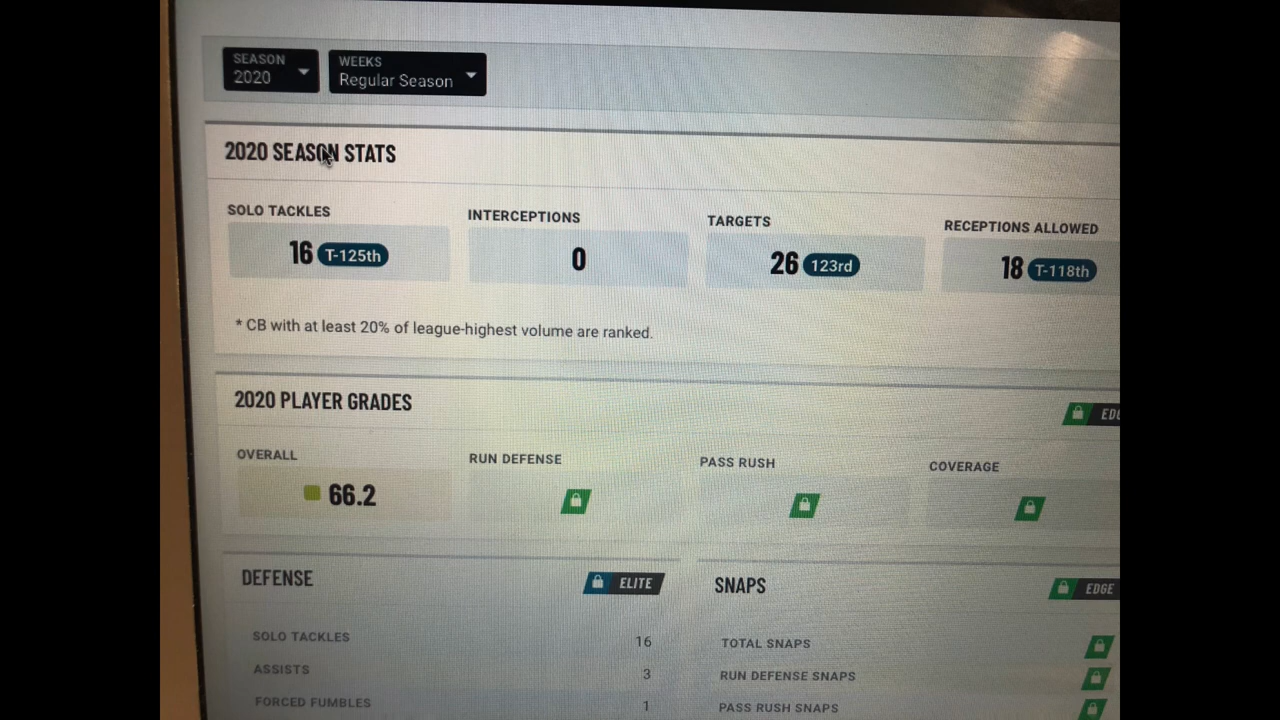 SEASON
2020
WEEKS
Regular Season
2020 SEASON STATS
SOLO TACKLES
16 T-125th
INTERCEPTIONS
0
TARGETS
26 123rd
RECEPTIONS ALLOWED
18 T-118th
* CB with at least 20% of league-highest volume are ranked.
2020 PLAYER GRADES
OVERALL
66.2
RUN DEFENSE
PASS RUSH
COVERAGE
DEFENSE
ELITE
SOLO TACKLES 16
ASSISTS 3
FORCED FUMBLES 1
SNAPS
EDGE
TOTAL SNAPS
RUN DEFENSE SNAPS
PASS RUSH SNAPS